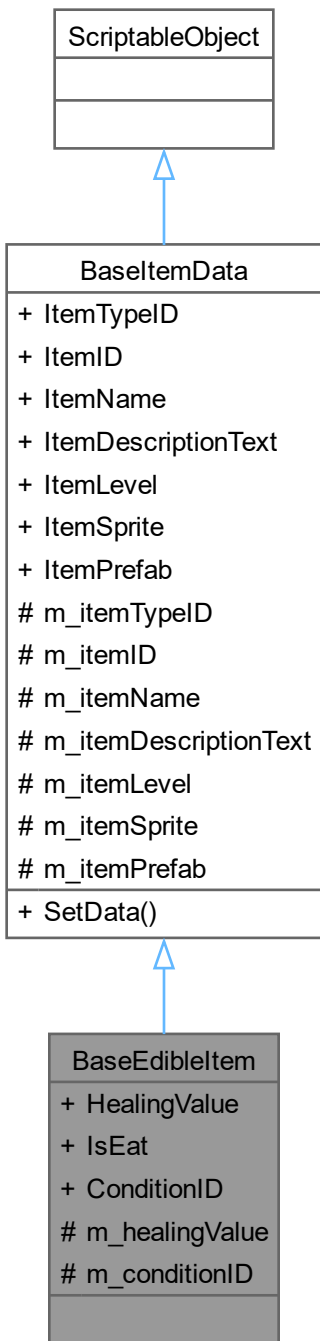 ScriptableObject
BaseItemData
+ ItemTypeID
+ ItemID
+ ItemName
+ ItemDescriptionText
+ ItemLevel
+ ItemSprite
+ ItemPrefab
# m_itemTypeID
# m_itemID
# m_itemName
# m_itemDescriptionText
# m_itemLevel
# m_itemSprite
# m_itemPrefab
+ SetData()
BaseEdibleItem
+ HealingValue
+ IsEat
+ ConditionID
# m_healingValue
# m_conditionID